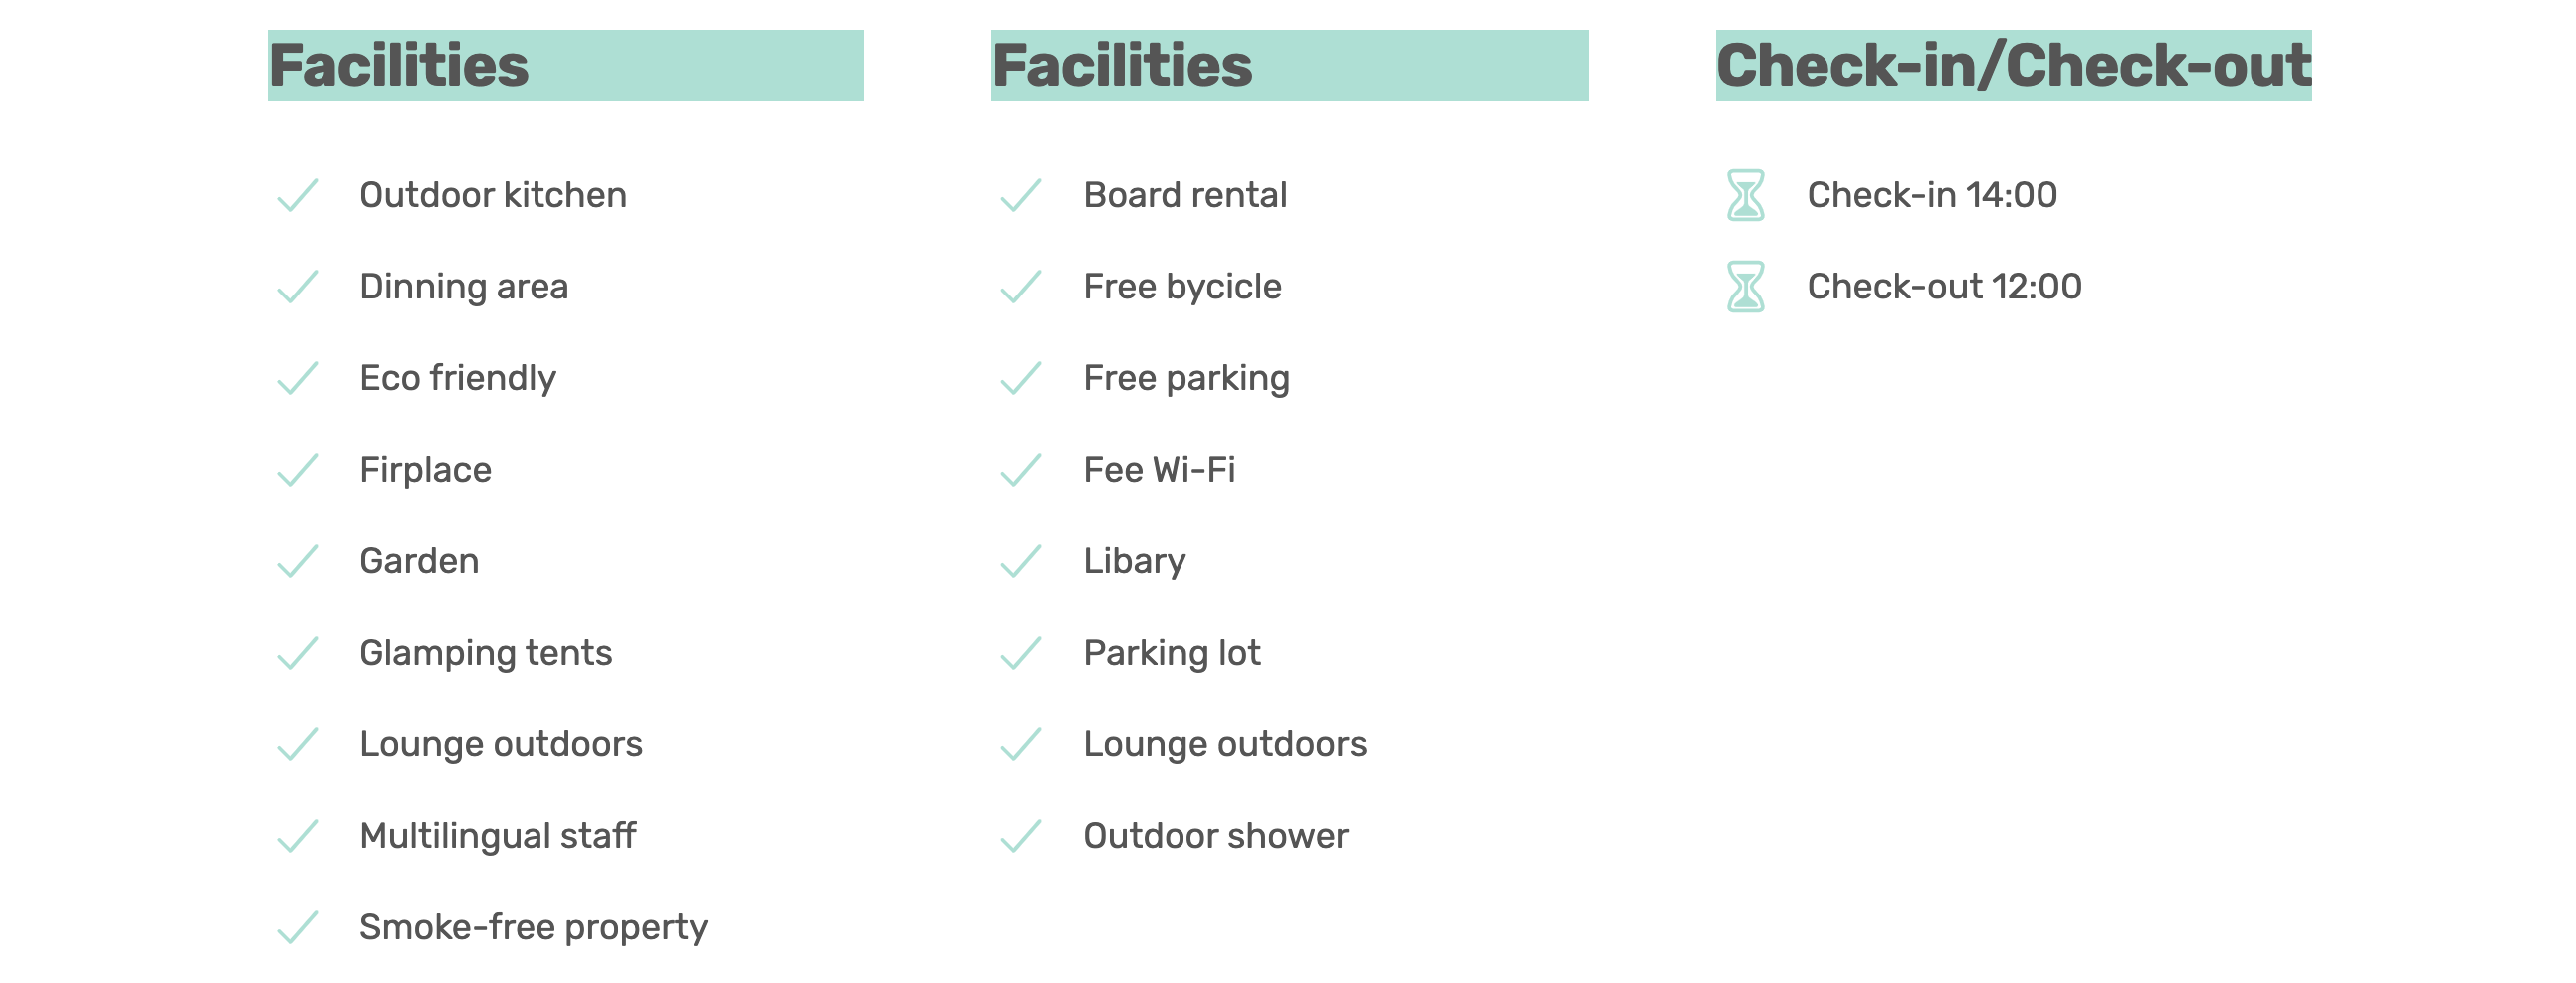 Facilities
Outdoor kitchen
Dinning area
Eco friendly
Firplace
Garden
Glamping tents
Lounge outdoors
Multilingual staff
Smoke-free property
Facilities
Board rental
Free bycicle
Free parking
Fee Wi-Fi
Libary
Parking lot
Lounge outdoors
Outdoor shower
Check-in/Check-out
Check-in 14:00
Check-out 12:00